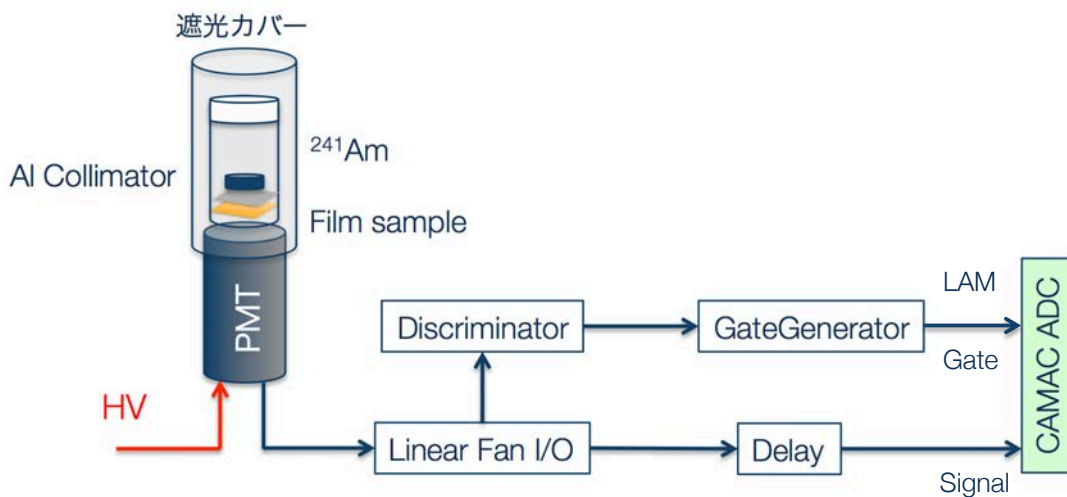 遮光カバー
²⁴¹Am
Al Collimator
Film sample
PMT
HV
Discriminator
GateGenerator
LAM
Gate
CAMAC ADC
Linear Fan I/O
Delay
Signal